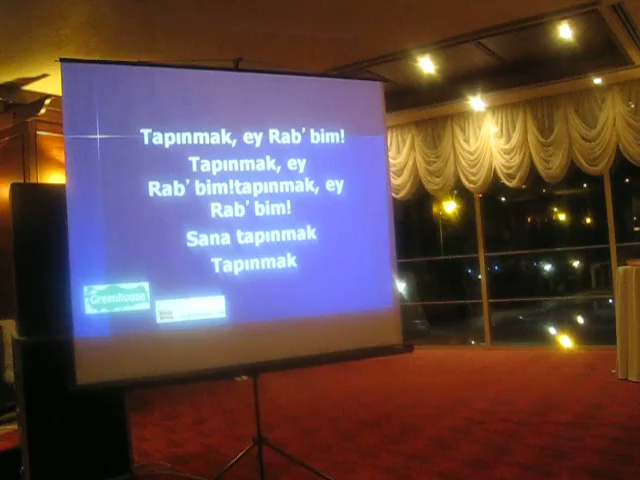 Tapınmak, ey Rab'bim!
Tapınmak, ey
Rab'bim!tapınmak, ey
Rab'bim!
Sana tapınmak
Tapınmak
Greenhouse